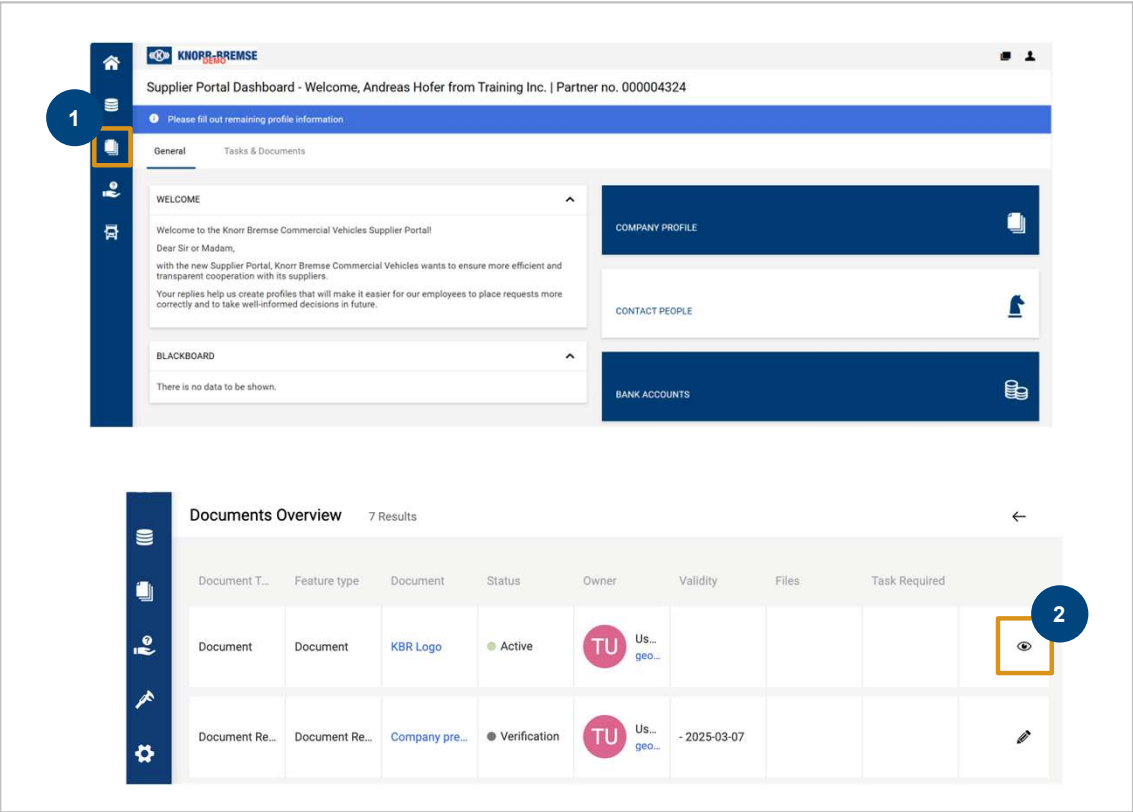 KNORR-BREMSE
DEMO
Supplier Portal Dashboard - Welcome, Andreas Hofer from Training Inc. | Partner no. 000004324
1
Please fill out remaining profile information
General Tasks & Documents
WELCOME
Welcome to the Knorr Bremse Commercial Vehicles Supplier Portal!
Dear Sir or Madam,
with the new Supplier Portal, Knorr Bremse Commercial Vehicles wants to ensure more efficient and
transparent cooperation with its suppliers.
Your replies help us create profiles that will make it easier for our employees to place requests more
correctly and to take well-informed decisions in future.
BLACKBOARD
There is no data to be shown.
COMPANY PROFILE
CONTACT PEOPLE
BANK ACCOUNTS
Documents Overview 7 Results
Document T... Feature type Document Status Owner Validity Files Task Required
2
Document Document KBR Logo Active TU Us...
geo...
Document Re... Document Re... Company pre... Verification TU Us... - 2025-03-07
geo...